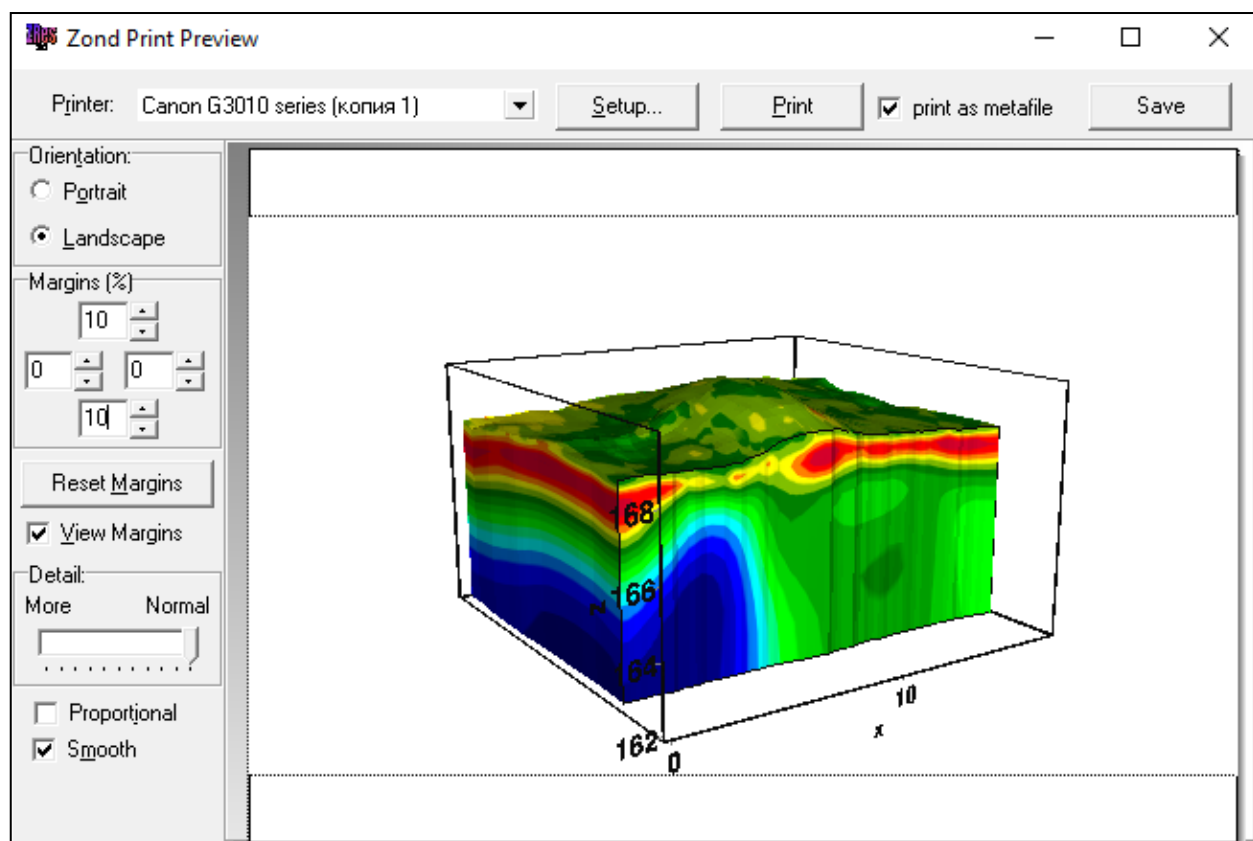 Zond Print Preview
Printer: Canon G3010 series (копия 1) Setup... Print print as metafile Save
Orientation:
Portrait
Landscape
Margins (%)
10
0 0
10
Reset Margins
View Margins
Detail:
More Normal
Proportional
Smooth
168
166
z
164
162
0
10
x